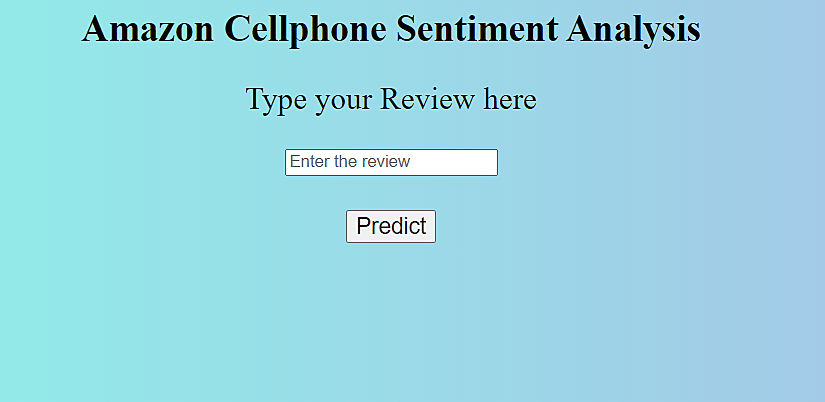 Amazon Cellphone Sentiment Analysis
Type your Review here
Enter the review
Predict